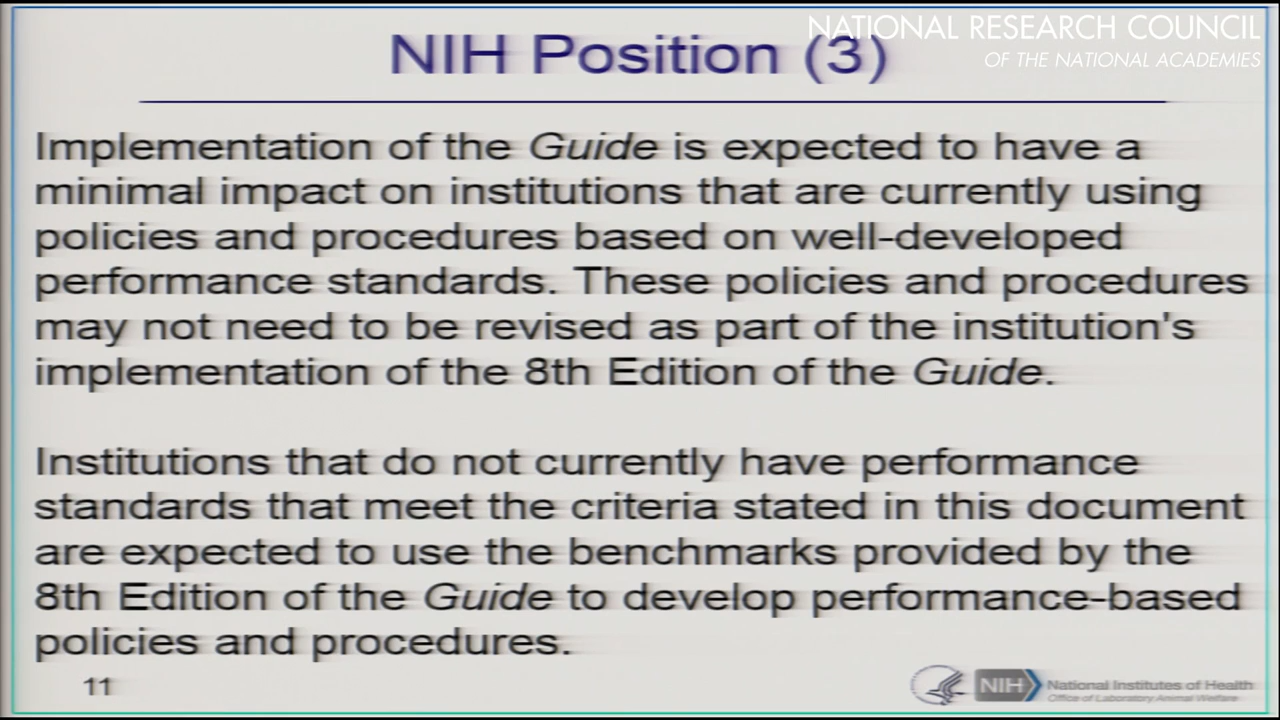 NATIONAL RESEARCH COUNCIL
OF THE NATIONAL ACADEMIES
NIH Position (3)
Implementation of the Guide is expected to have a
minimal impact on institutions that are currently using
policies and procedures based on well-developed
performance standards. These policies and procedures
may not need to be revised as part of the institution's
implementation of the 8th Edition of the Guide.
Institutions that do not currently have performance
standards that meet the criteria stated in this document
are expected to use the benchmarks provided by the
8th Edition of the Guide to develop performance-based
policies and procedures.
11
NIH National Institutes of Health
Office of Laboratory Animal Welfare